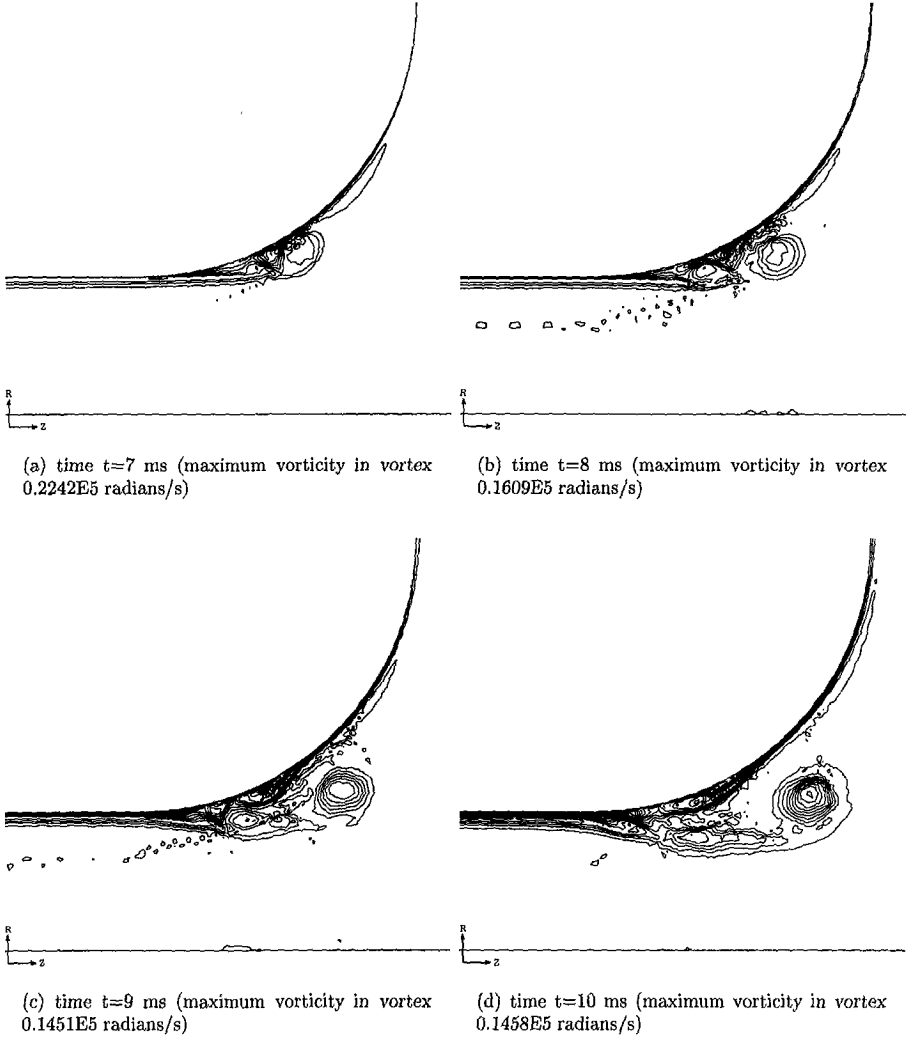 R
Z
R
Z
(a) time t=7 ms (maximum vorticity in vortex
0.2242E5 radians/s)
(b) time t=8 ms (maximum vorticity in vortex
0.1609E5 radians/s)
R
Z
R
Z
(c) time t=9 ms (maximum vorticity in vortex
0.1451E5 radians/s)
(d) time t=10 ms (maximum vorticity in vortex
0.1458E5 radians/s)